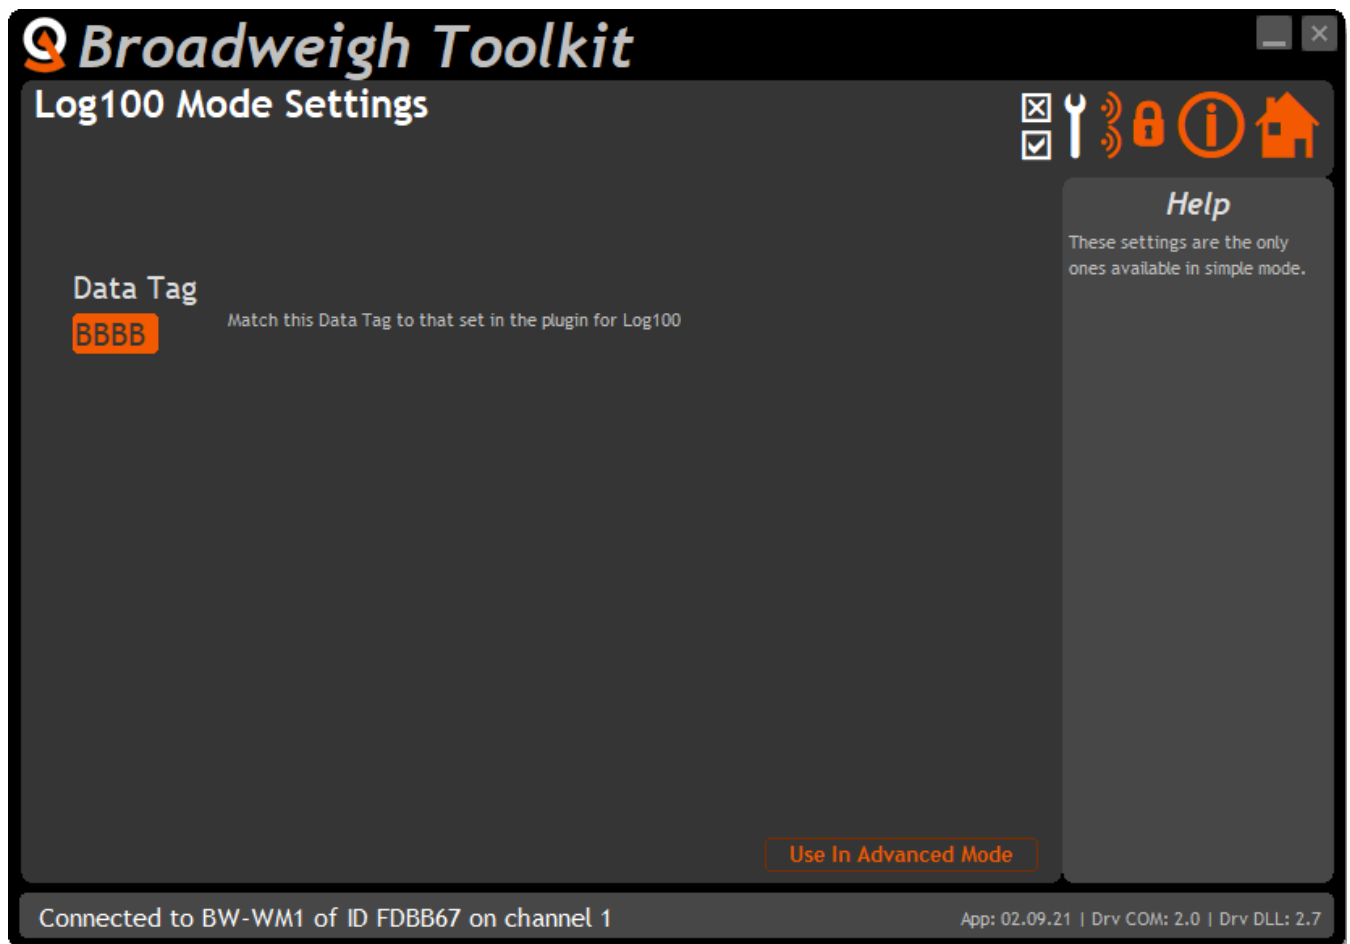 Broadweigh Toolkit
Log100 Mode Settings
Help
These settings are the only
ones available in simple mode.
Data Tag
BBBB
Match this Data Tag to that set in the plugin for Log100
Use In Advanced Mode
Connected to BW-WM1 of ID FDBB67 on channel 1
App: 02.09.21 | Drv COM: 2.0 | Drv DLL: 2.7